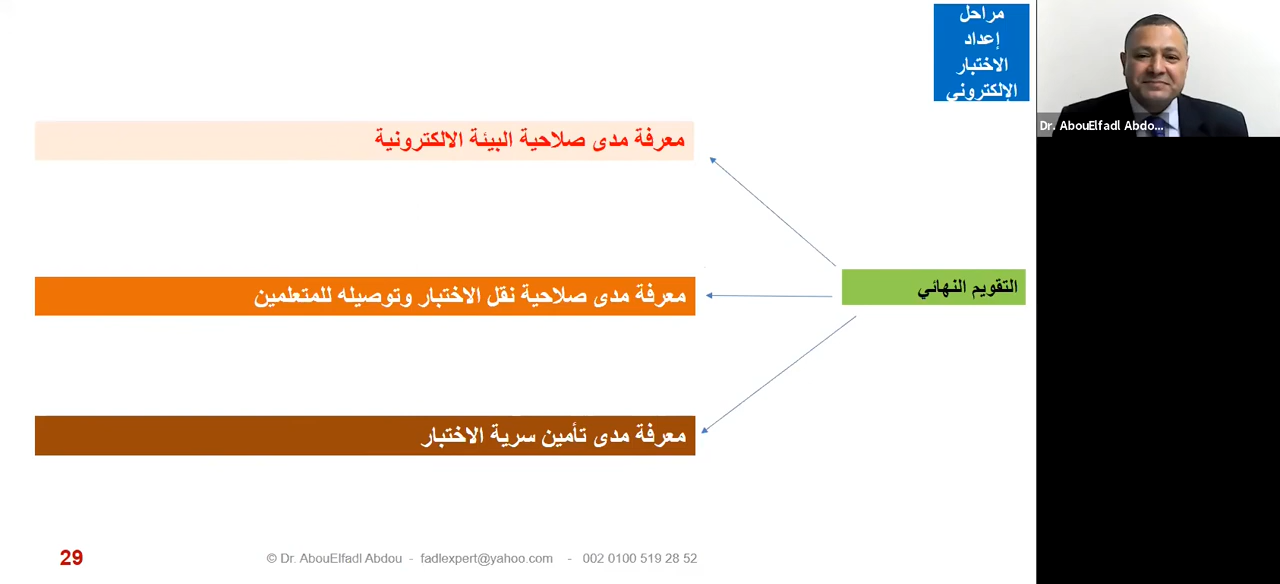 مراحل
إعداد
الاختبار
الإلكتروني
Dr. AbouElfadl Abdo...
معرفة مدى صلاحية البيئة الالكترونية
التقويم النهائي
معرفة مدى صلاحية نقل الاختبار وتوصيله للمتعلمين
معرفة مدى تأمين سرية الاختبار
29
© Dr. AbouElfadl Abdou - fadlexpert@yahoo.com - 002 0100 519 28 52